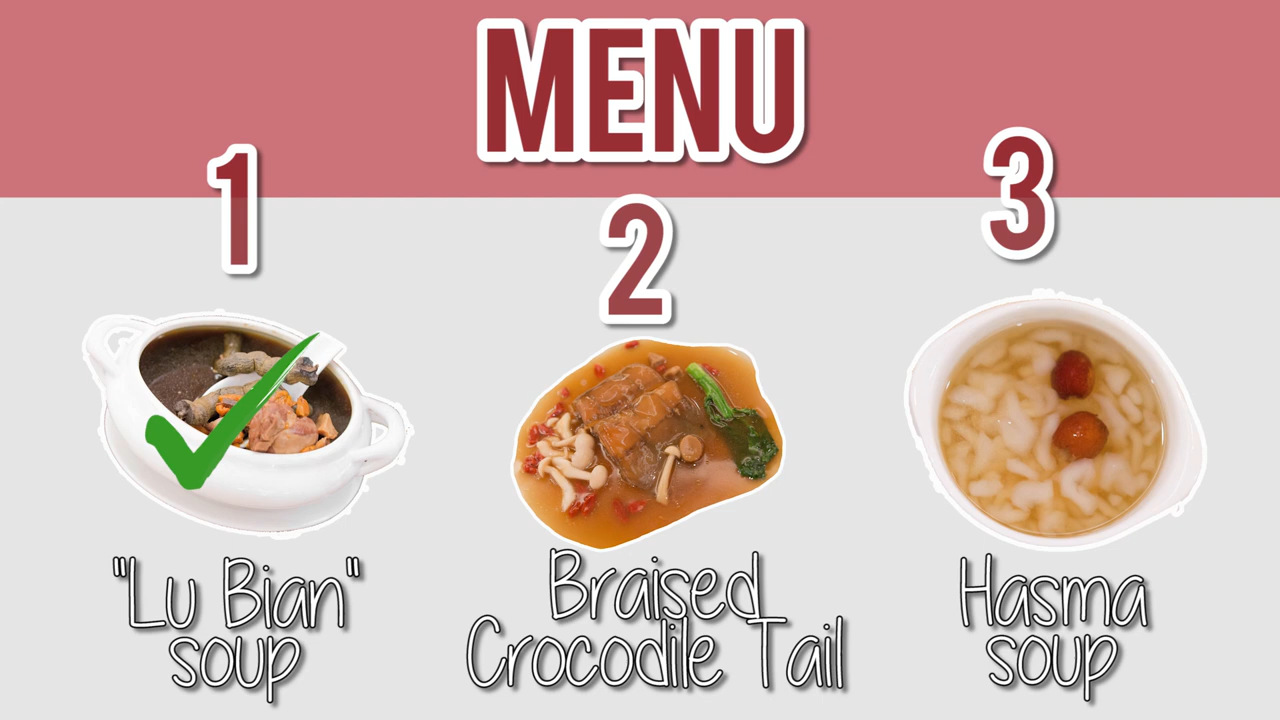 MENU
1
2
3
"Lu Bian"
soup
Braised
Crocodile Tail
Hasma
soup